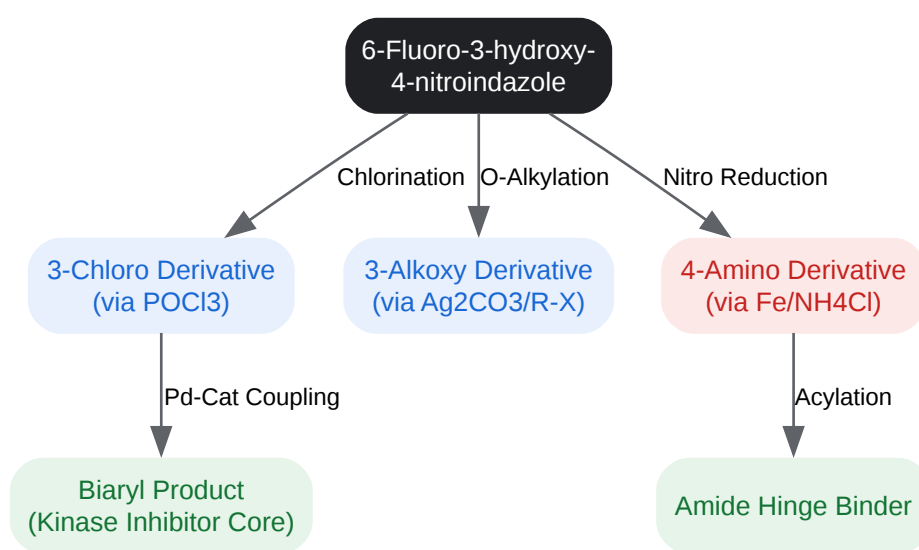 6-Fluoro-3-hydroxy-
4-nitroindazole
Chlorination
O-Alkylation
Nitro Reduction
3-Chloro Derivative
(via POCl3)
3-Alkoxy Derivative
(via Ag2CO3/R-X)
4-Amino Derivative
(via Fe/NH4Cl)
Pd-Cat Coupling
Acylation
Biaryl Product
(Kinase Inhibitor Core)
Amide Hinge Binder